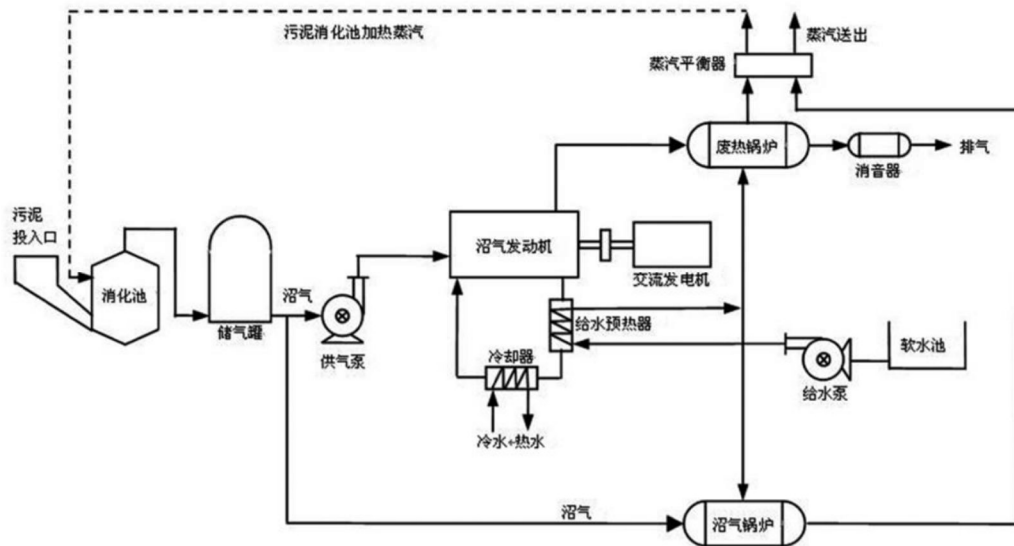 污泥消化池加热蒸汽
蒸汽送出
蒸汽平衡器
废热锅炉
排气
消音器
污泥
投入口
沼气发动机
交流发电机
消化池
沼气
储气罐
供气泵
给水预热器
软水池
冷却器
给水泵
冷水+热水
沼气
沼气锅炉